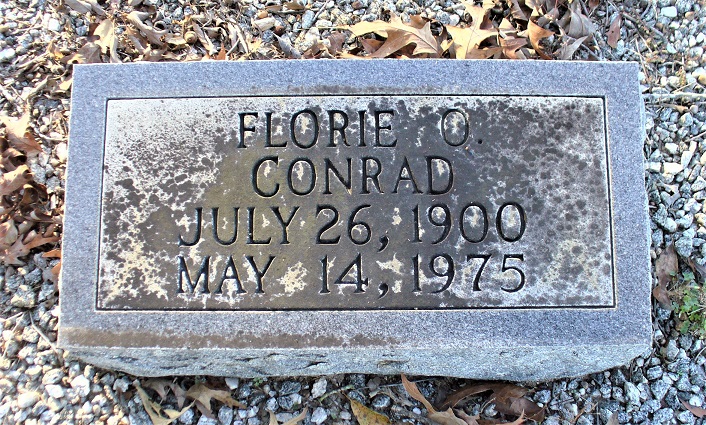 FLORIE O.
CONRAD
JULY 26, 1900
MAY 14, 1975